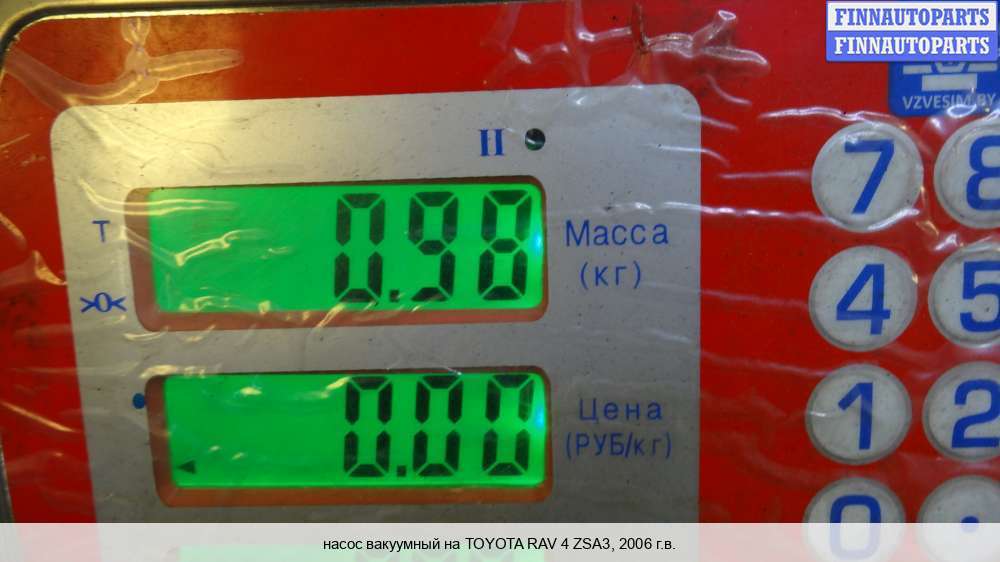 FINNAUTOPARTS
FINNAUTOPARTS
VZVESIM.BY
II
7 8
T
0.98
Масса
(кг)
>0<
4 5
0.00
Цена
(РУБ/кг)
1 2
0 .
насос вакуумный на TOYOTA RAV 4 ZSA3, 2006 г.в.